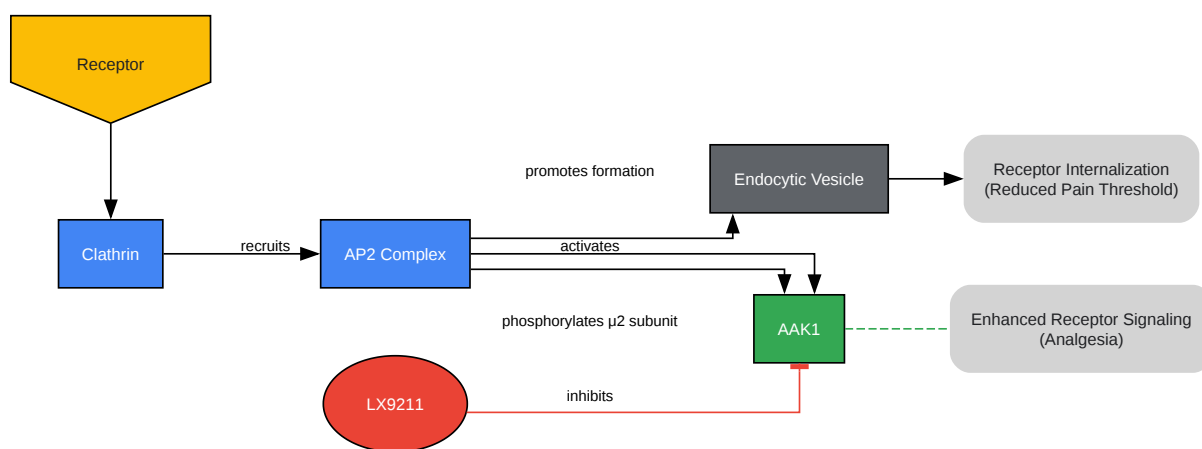 Receptor
promotes formation
Endocytic Vesicle
Receptor Internalization
(Reduced Pain Threshold)
Clathrin
recruits
AP2 Complex
activates
phosphorylates μ2 subunit
AAK1
Enhanced Receptor Signaling
(Analgesia)
LX9211
inhibits